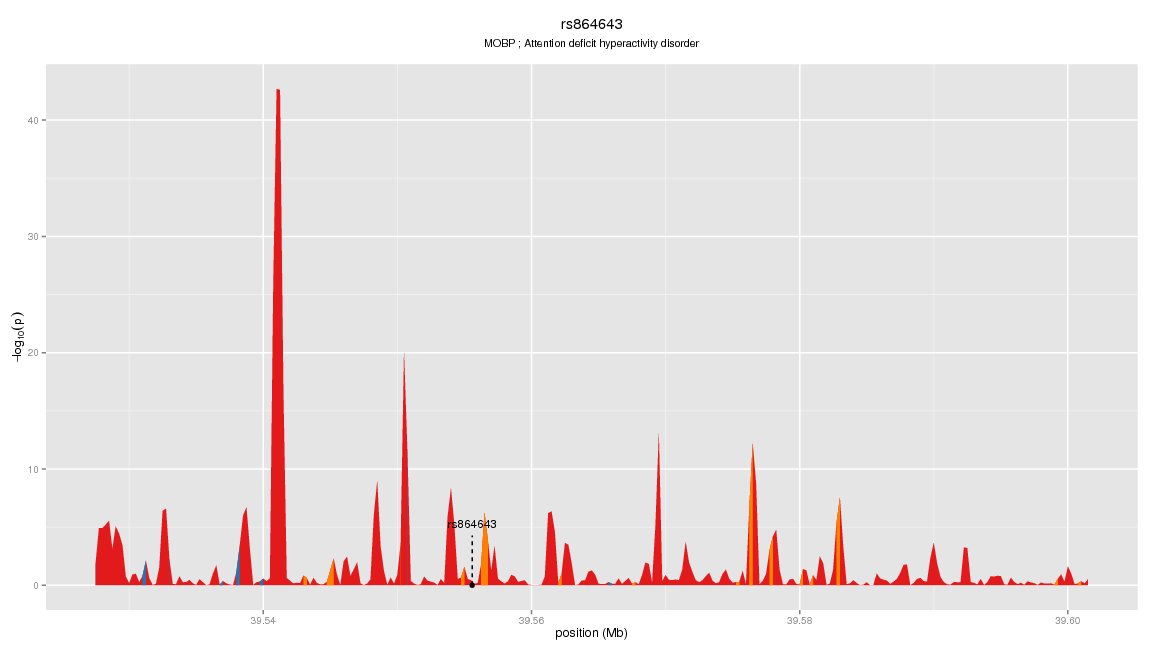 rs864643
MOBP ; Attention deficit hyperactivity disorder
−log₁₀(p)
40
30
20
10
0
rs864643
39.54
39.56
39.58
39.60
position (Mb)